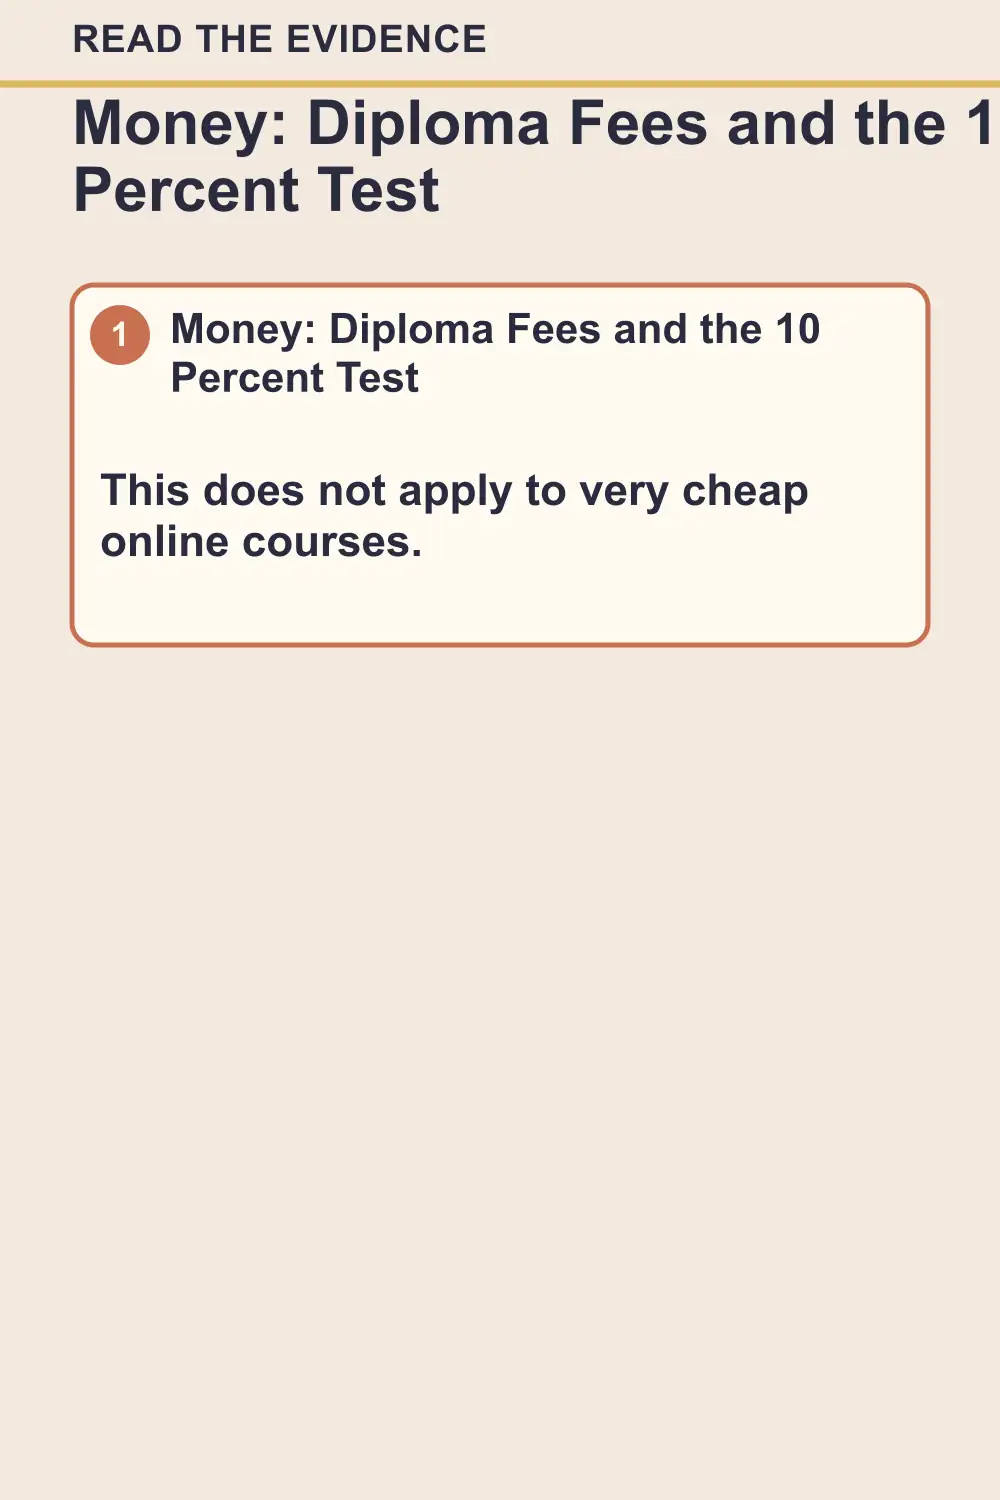 READ THE EVIDENCE
Money: Diploma Fees and the 1
Percent Test
1
Money: Diploma Fees and the 10
Percent Test
This does not apply to very cheap
online courses.